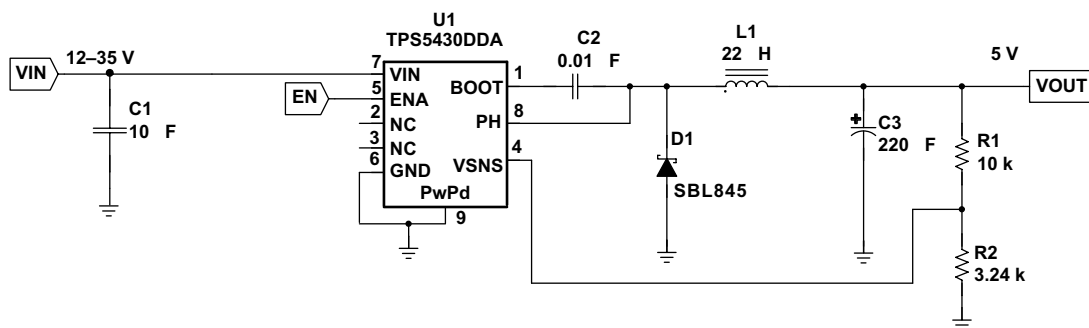 U1
TPS5430DDA
VIN
12–35 V
C1
10 F
EN
7
VIN
5
ENA
2
NC
3
NC
6
GND
PwPd
9
BOOT
1
PH
8
VSNS
4
C2
0.01 F
L1
22 H
D1
SBL845
C3
220 F
5 V
VOUT
R1
10 k
R2
3.24 k